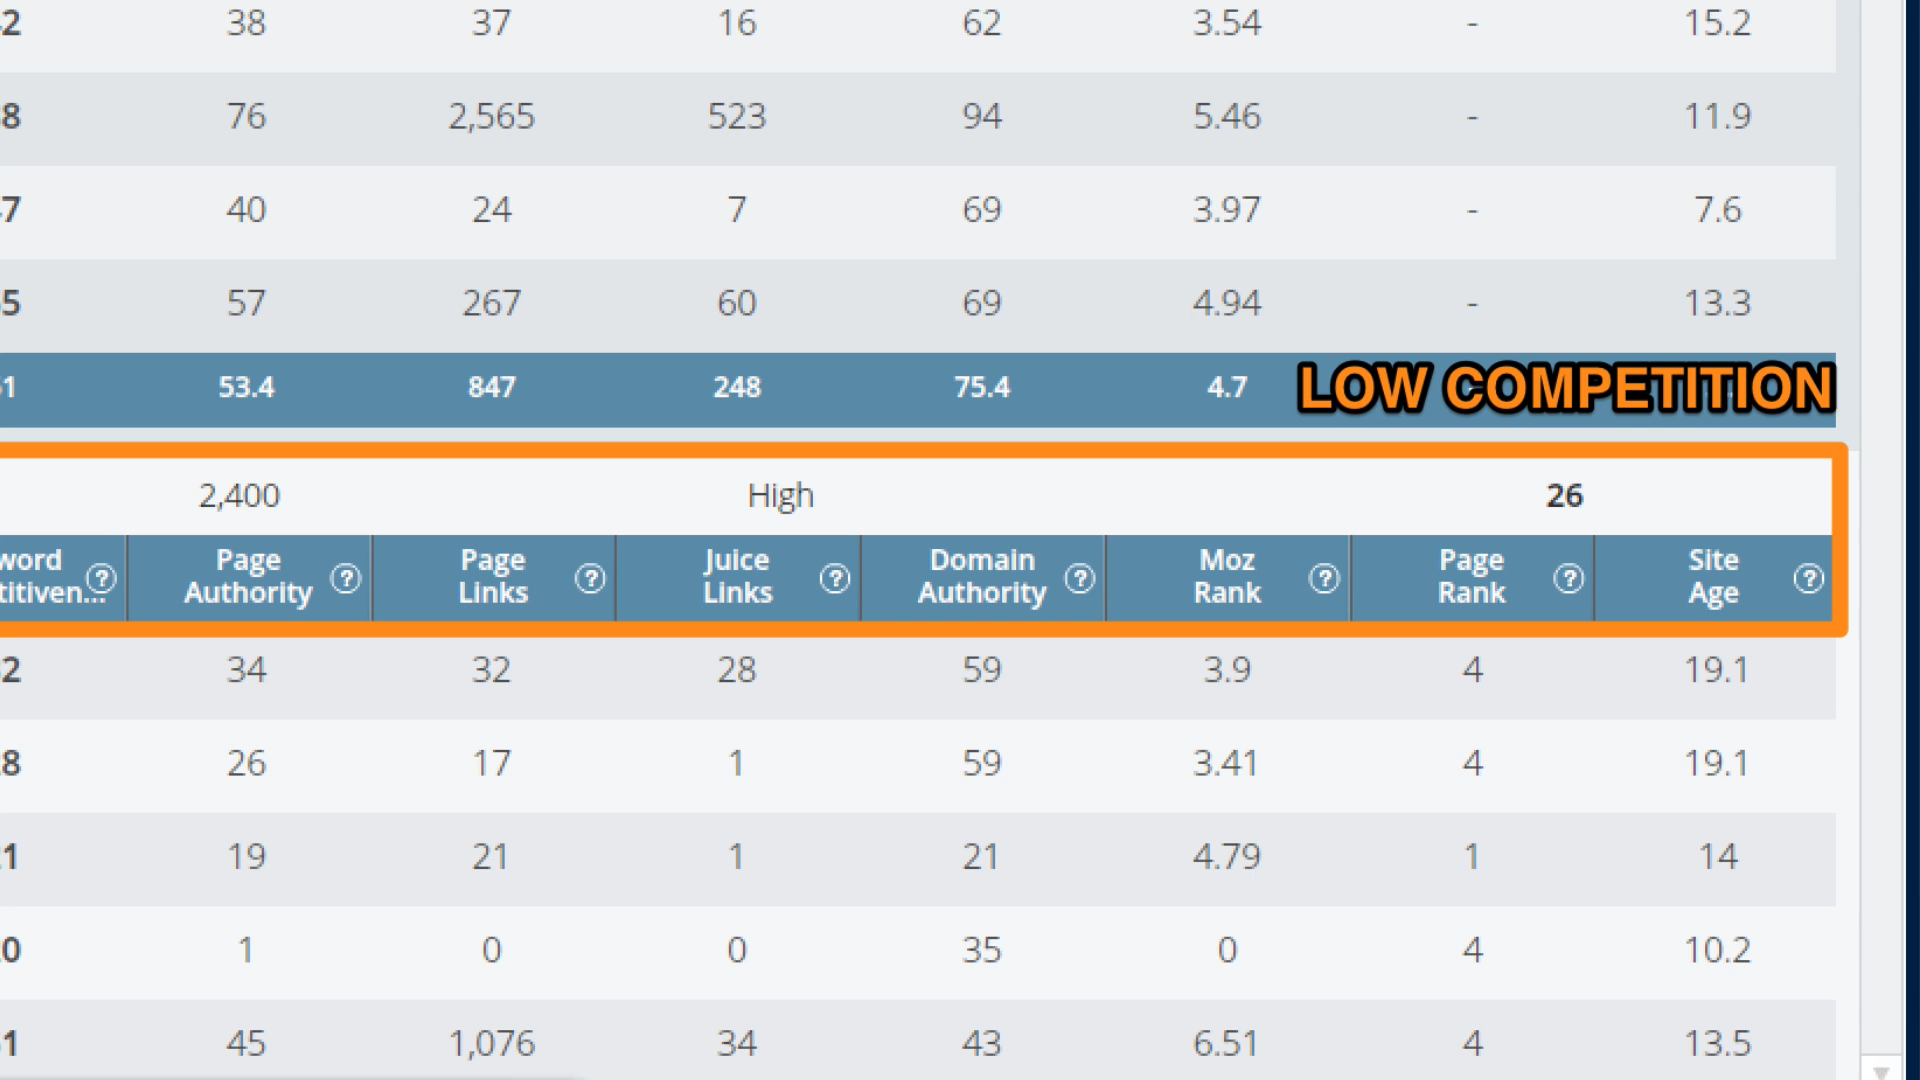 2 38 37 16 62 3.54 - 15.2
8 76 2,565 523 94 5.46 - 11.9
7 40 24 7 69 3.97 - 7.6
5 57 267 60 69 4.94 - 13.3
1 53.4 847 248 75.4 4.7 LOW COMPETITION
2,400 High 26
word Page Page Juice Domain Moz Page Site
titiven... Authority Links Links Authority Rank Rank Age
2 34 32 28 59 3.9 4 19.1
8 26 17 1 59 3.41 4 19.1
1 19 21 1 21 4.79 1 14
0 1 0 0 35 0 4 10.2
1 45 1,076 34 43 6.51 4 13.5